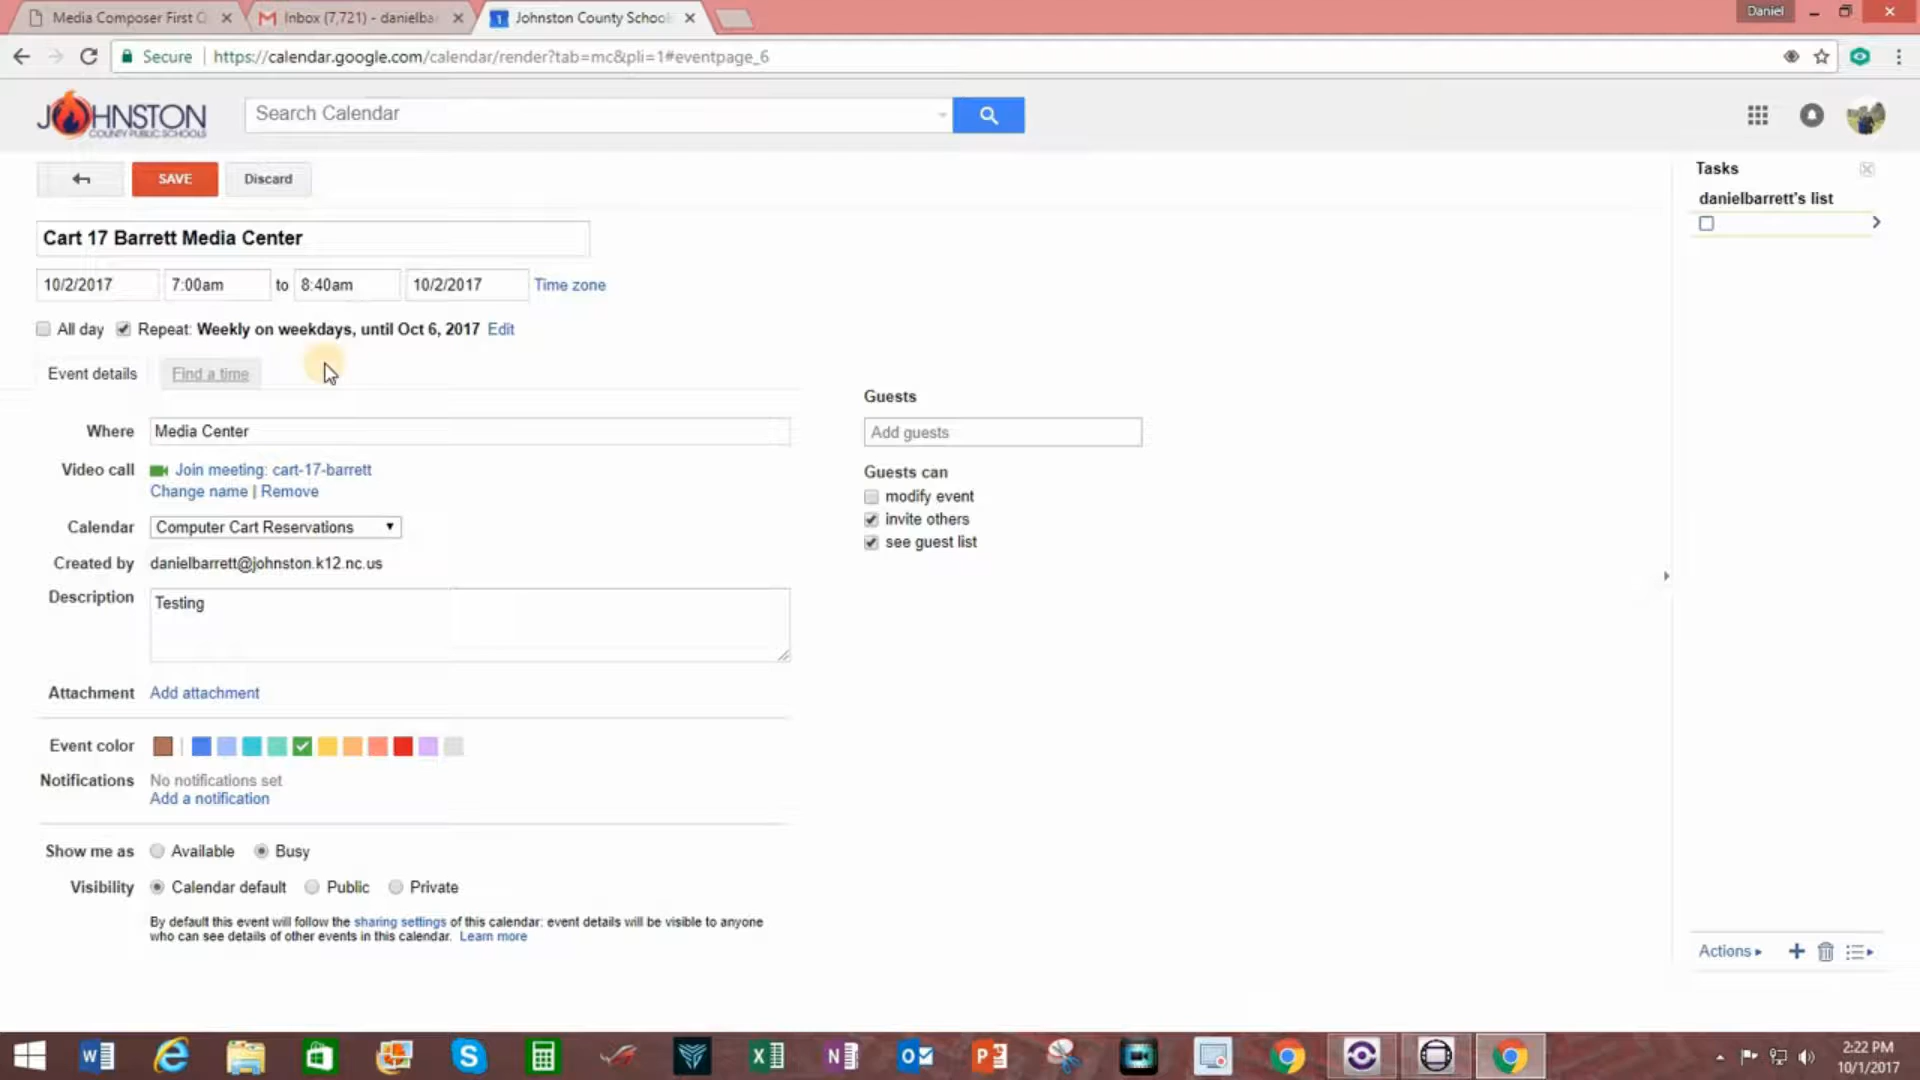 Media Composer First
Inbox (7,721) - danielba
Johnston County School
Daniel
Secure
https://calendar.google.com/calendar/render?tab=mc&pli=1#eventpage_6
JOHNSTON
COUNTY PUBLIC SCHOOLS
Search Calendar
SAVE
Discard
Cart 17 Barrett Media Center
10/2/2017 7:00am to 8:40am 10/2/2017 Time zone
All day Repeat: Weekly on weekdays, until Oct 6, 2017 Edit
Event details Find a time
Where Media Center
Video call Join meeting: cart-17-barrett
Change name | Remove
Calendar Computer Cart Reservations
Created by danielbarrett@johnston.k12.nc.us
Description Testing
Attachment Add attachment
Event color
Notifications No notifications set
Add a notification
Show me as Available Busy
Visibility Calendar default Public Private
By default this event will follow the sharing settings of this calendar: event details will be visible to anyone
who can see details of other events in this calendar. Learn more
Guests
Add guests
Guests can
modify event
invite others
see guest list
Tasks
danielbarrett's list
Actions
2:22 PM
10/1/2017